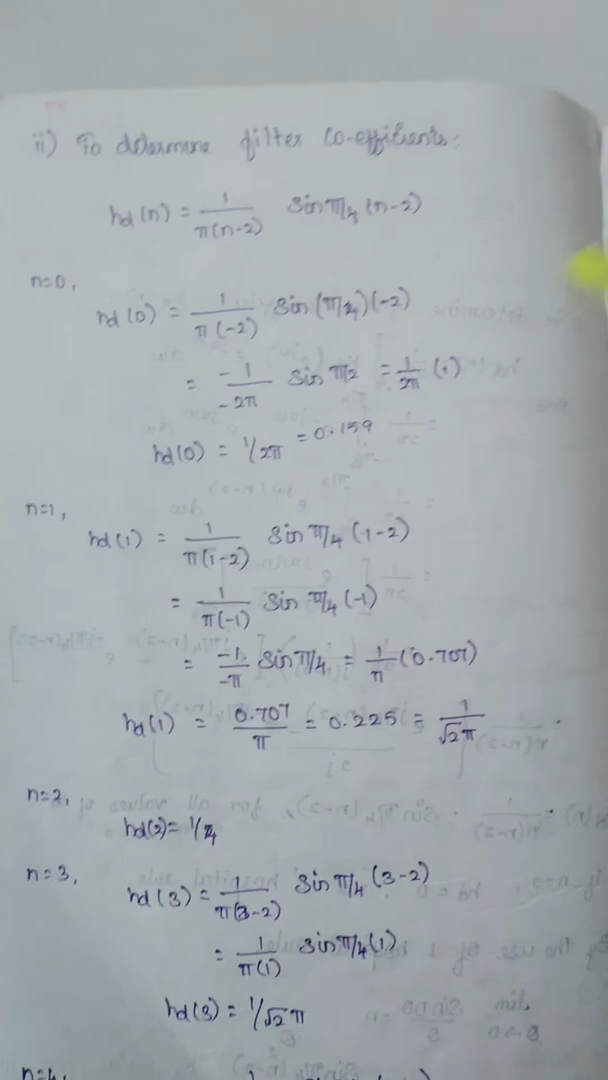 ii) To determine filter co-efficients:
hd(n) = 1/π(n-2) sin π/4 (n-2)
n=0,
hd(0) = 1/π(-2) sin(π/4)(-2)
= -1/-2π sin π/2 = 1/2π (1)
hd(0) = 1/2π = 0.159
n=1,
hd(1) = 1/π(1-2) sin π/4 (1-2)
= 1/π(-1) sin π/4 (-1)
= -1/-π sin π/4 = 1/π (0.707)
hd(1) = 0.707/π = 0.225 = 1/√2π
n=2,
hd(2) = 1/4
n=3,
hd(3) = 1/π(3-2) sin π/4 (3-2)
= 1/π(1) sin π/4 (1)
hd(3) = 1/√2 π
n=4,